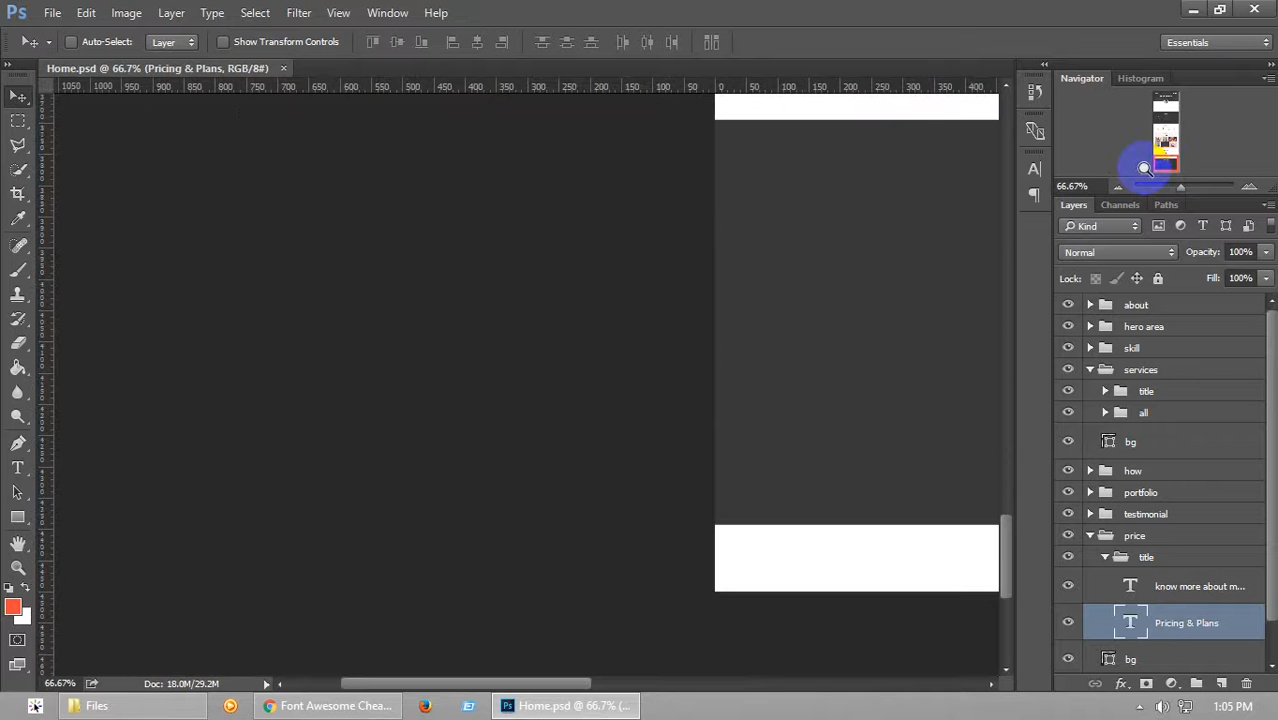 Ps File Edit Image Layer Type Select Filter View Window Help
Auto-Select: Layer Show Transform Controls Essentials
Home.psd @ 66.7% (Pricing & Plans, RGB/8#) ×
1050 1000 950 900 850 800 750 700 650 600 550 500 450 400 350 300 250 200 150 100 50 0 50 100 150 200 250 300 350 400
Navigator Histogram
66.67%
Layers Channels Paths
Kind
Normal Opacity: 100%
Lock: Fill: 100%
about
hero area
skill
services
title
all
bg
how
portfolio
testimonial
price
title
know more about m...
Pricing & Plans
bg
66.67% Doc: 18.0M/29.2M
Files Font Awesome Chea... Home.psd @ 66.7% (... 1:05 PM